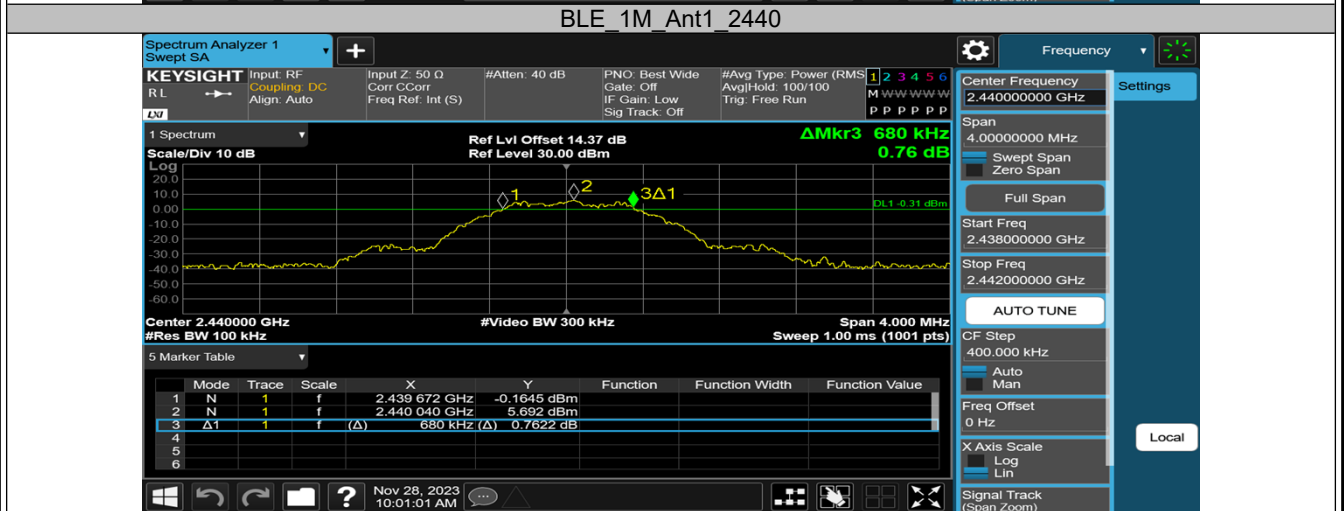 BLE_1M_Ant1_2440
Spectrum Analyzer 1
Swept SA
+
Frequency
KEYSIGHT
RL
LXI
Input: RF
Coupling: DC
Align: Auto
Input Z: 50 Ω
Corr CCorr
Freq Ref: Int (S)
#Atten: 40 dB
PNO: Best Wide
Gate: Off
IF Gain: Low
Sig Track: Off
#Avg Type: Power (RMS
Avg|Hold: 100/100
Trig: Free Run
1 2 3 4 5 6
M W W W W W
P P P P P P
1 Spectrum
Scale/Div 10 dB
Ref Lvl Offset 14.37 dB
Ref Level 30.00 dBm
ΔMkr3 680 kHz
0.76 dB
Log
20.0
10.0
0.00
-10.0
-20.0
-30.0
-40.0
-50.0
-60.0
1
2
3Δ1
DL1 -0.31 dBm
Center 2.440000 GHz
#Res BW 100 kHz
#Video BW 300 kHz
Span 4.000 MHz
Sweep 1.00 ms (1001 pts)
5 Marker Table
Mode Trace Scale X Y Function Function Width Function Value
1 N 1 f 2.439 672 GHz -0.1645 dBm
2 N 1 f 2.440 040 GHz 5.692 dBm
3 Δ1 1 f (Δ) 680 kHz (Δ) 0.7622 dB
4
5
6
?
Nov 28, 2023
10:01:01 AM
Center Frequency
2.440000000 GHz
Span
4.00000000 MHz
Swept Span
Zero Span
Full Span
Start Freq
2.438000000 GHz
Stop Freq
2.442000000 GHz
AUTO TUNE
CF Step
400.000 kHz
Auto
Man
Freq Offset
0 Hz
X Axis Scale
Log
Lin
Signal Track
(Span Zoom)
Settings
Local